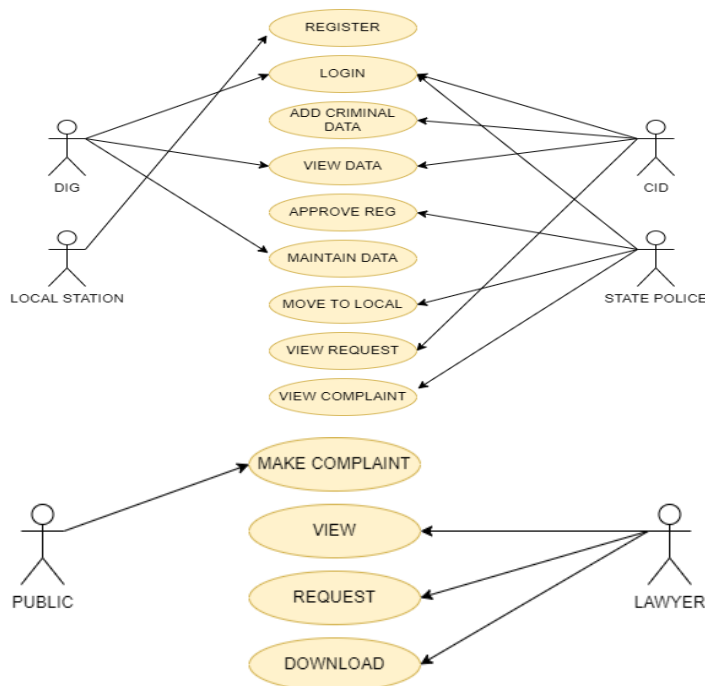 REGISTER
LOGIN
ADD CRIMINAL
DATA
VIEW DATA
DIG
CID
APPROVE REG
MAINTAIN DATA
LOCAL STATION
STATE POLICE
MOVE TO LOCAL
VIEW REQUEST
VIEW COMPLAINT
MAKE COMPLAINT
VIEW
PUBLIC
REQUEST
LAWYER
DOWNLOAD